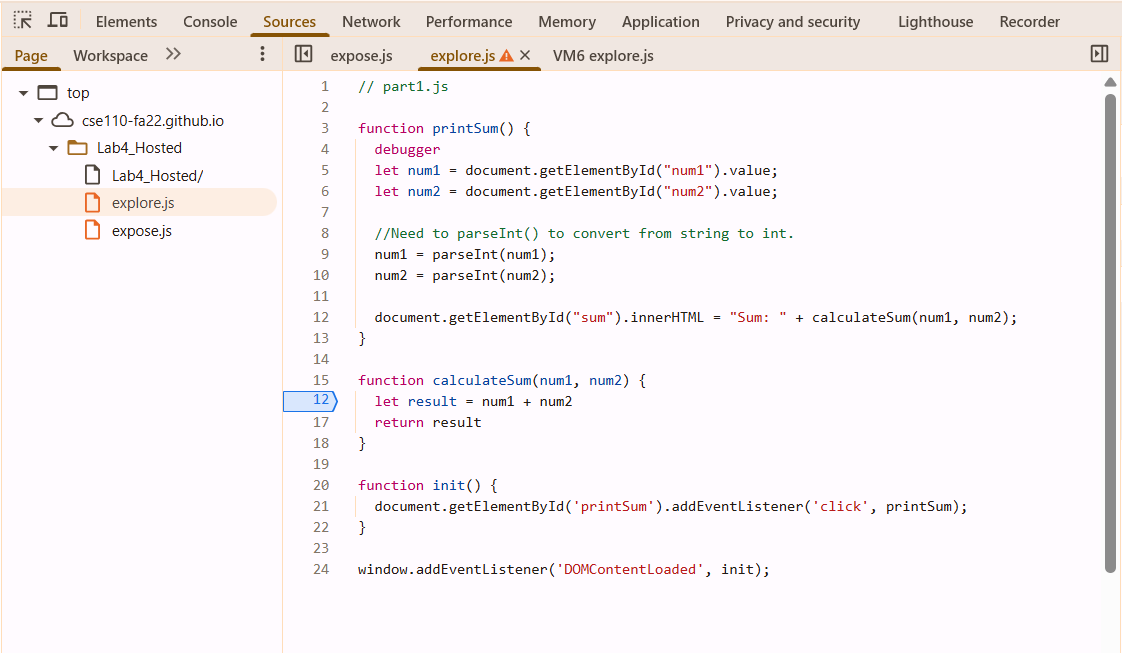 Elements Console Sources Network Performance Memory Application Privacy and security Lighthouse Recorder
Page Workspace expose.js explore.js VM6 explore.js
top
cse110-fa22.github.io
Lab4_Hosted
Lab4_Hosted/
explore.js
expose.js
1 // part1.js
2
3 function printSum() {
4 debugger
5 let num1 = document.getElementById("num1").value;
6 let num2 = document.getElementById("num2").value;
7
8 //Need to parseInt() to convert from string to int.
9 num1 = parseInt(num1);
10 num2 = parseInt(num2);
11
12 document.getElementById("sum").innerHTML = "Sum: " + calculateSum(num1, num2);
13 }
14
15 function calculateSum(num1, num2) {
12 let result = num1 + num2
17 return result
18 }
19
20 function init() {
21 document.getElementById('printSum').addEventListener('click', printSum);
22 }
23
24 window.addEventListener('DOMContentLoaded', init);